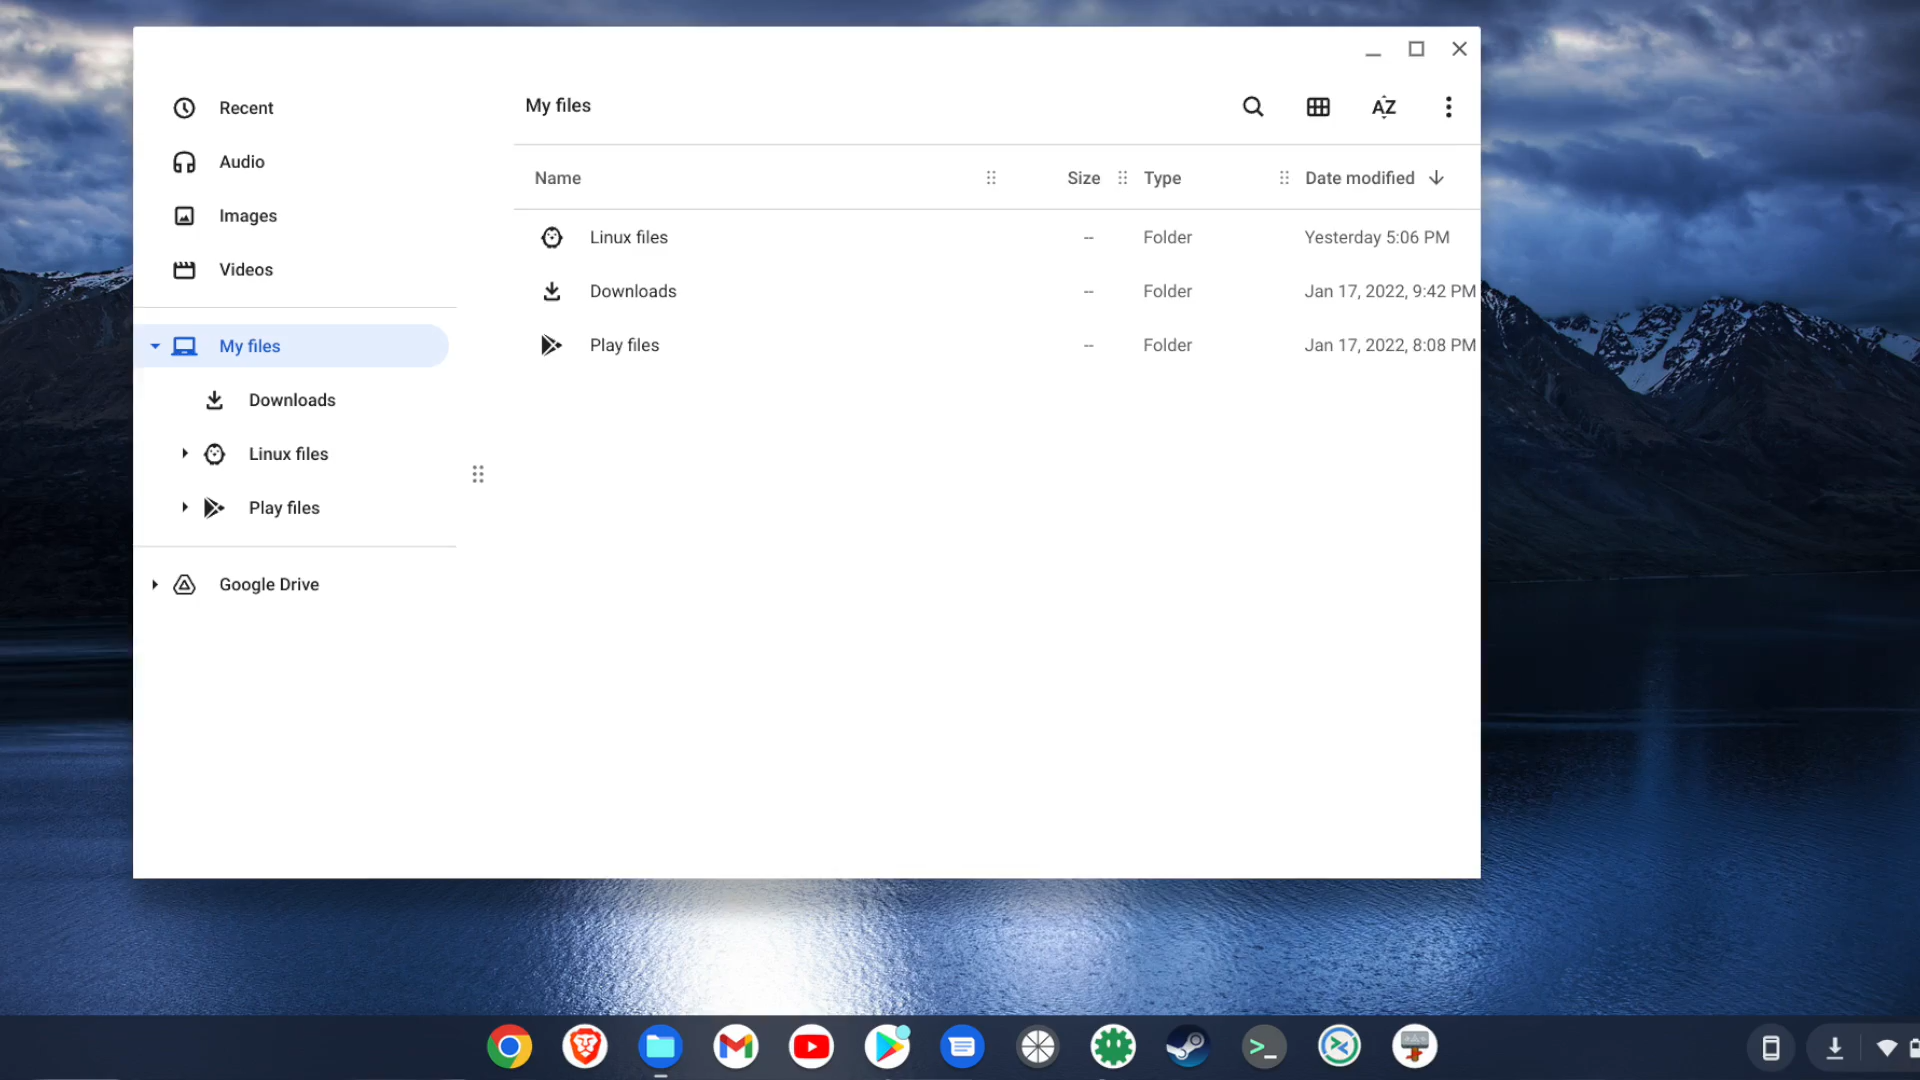 Recent
Audio
Images
Videos
My files
Downloads
Linux files
Play files
Google Drive
My files
AZ
Name Size Type Date modified
Linux files -- Folder Yesterday 5:06 PM
Downloads -- Folder Jan 17, 2022, 9:42 PM
Play files -- Folder Jan 17, 2022, 8:08 PM
>_